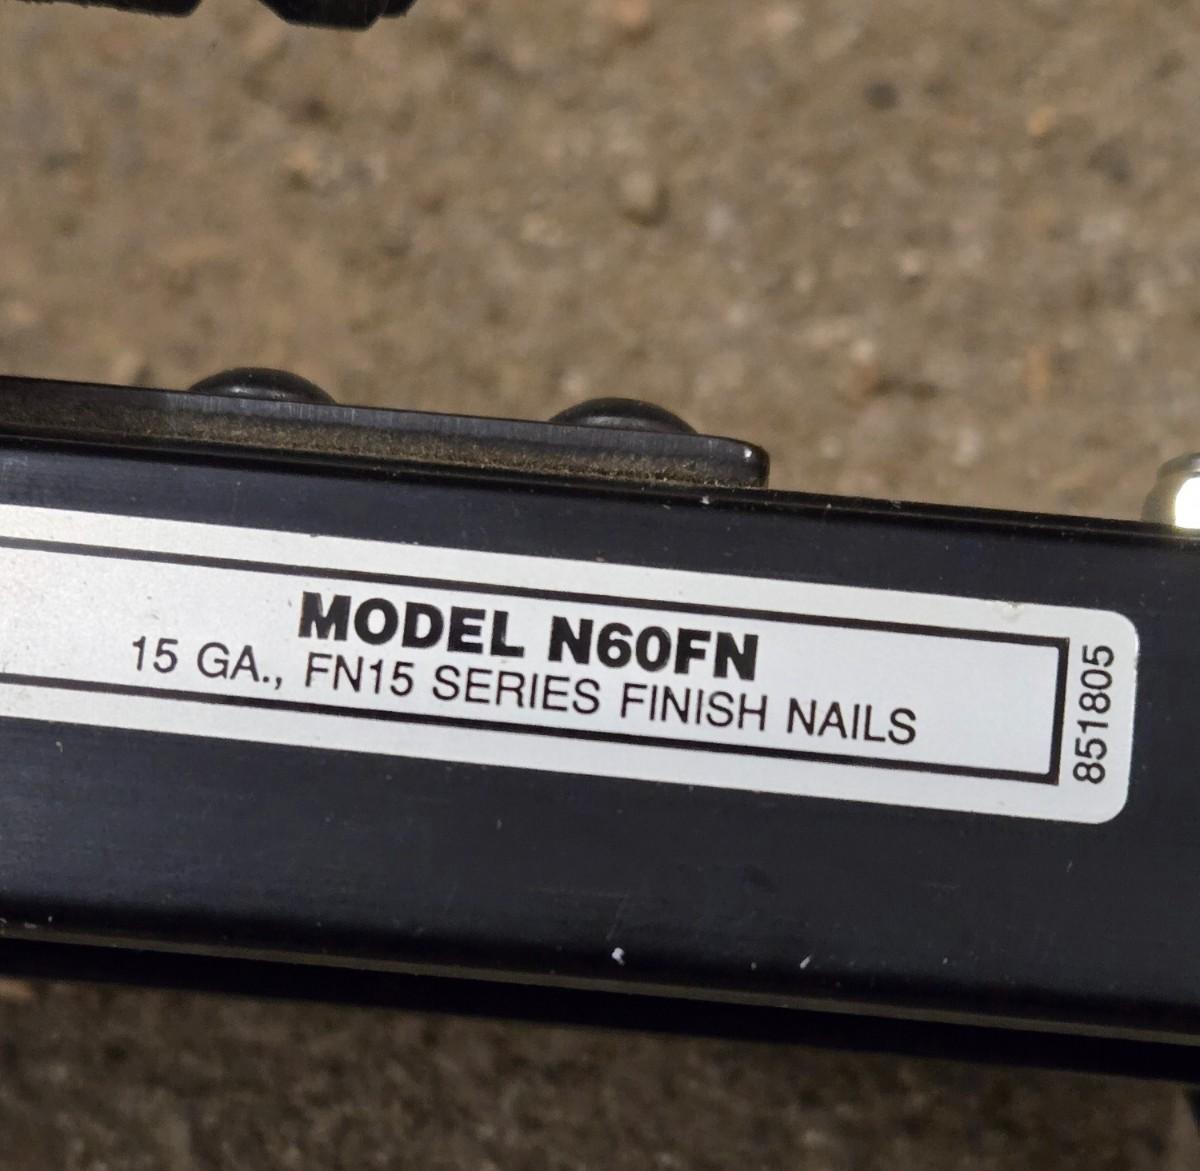 MODEL N60FN
15 GA., FN15 SERIES FINISH NAILS
851805